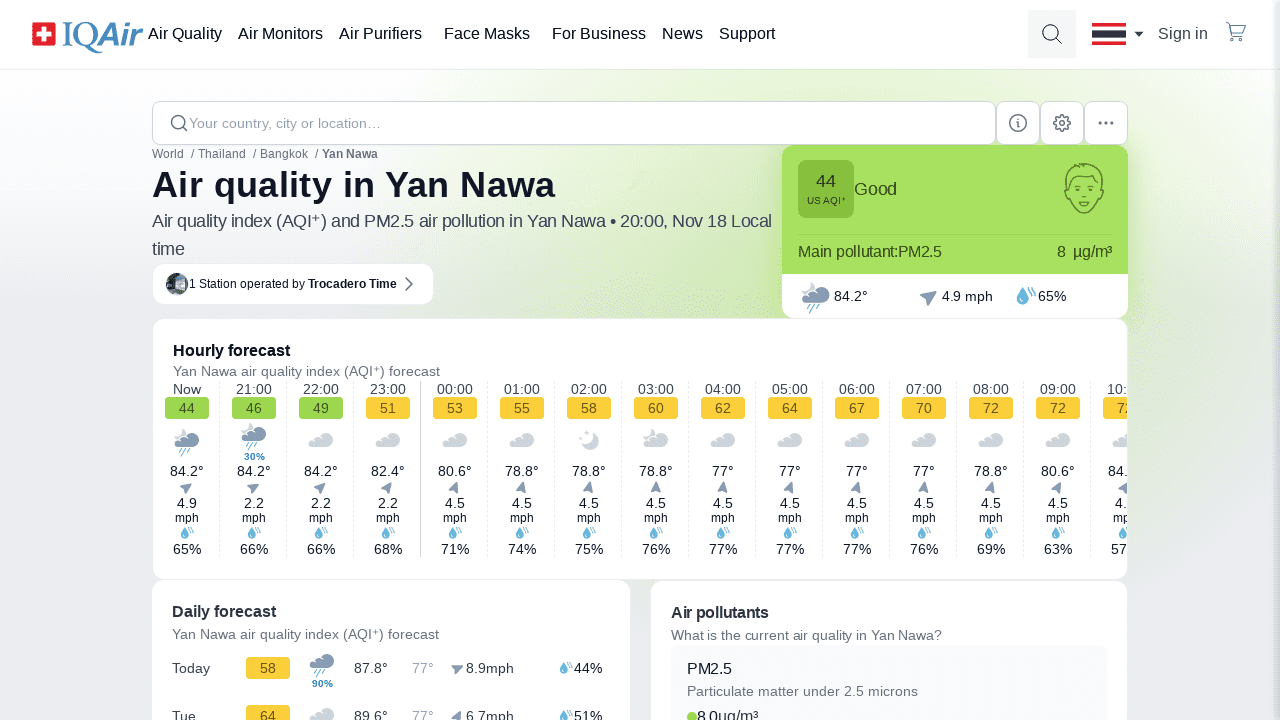 IQAir Air Quality Air Monitors Air Purifiers Face Masks For Business News Support Sign in
Your country, city or location…
World / Thailand / Bangkok / Yan Nawa
Air quality in Yan Nawa
Air quality index (AQI⁺) and PM2.5 air pollution in Yan Nawa • 20:00, Nov 18 Local
time
1 Station operated by Trocadero Time
44
US AQI⁺
Good
Main pollutant:PM2.5 8 µg/m³
84.2° 4.9 mph 65%
Hourly forecast
Yan Nawa air quality index (AQI⁺) forecast
Now 21:00 22:00 23:00 00:00 01:00 02:00 03:00 04:00 05:00 06:00 07:00 08:00 09:00
44 46 49 51 53 55 58 60 62 64 67 70 72 72
30%
84.2° 84.2° 84.2° 82.4° 80.6° 78.8° 78.8° 78.8° 77° 77° 77° 77° 78.8° 80.6°
4.9 2.2 2.2 2.2 4.5 4.5 4.5 4.5 4.5 4.5 4.5 4.5 4.5 4.5
mph mph mph mph mph mph mph mph mph mph mph mph mph mph
65% 66% 66% 68% 71% 74% 75% 76% 77% 77% 77% 76% 69% 63%
Daily forecast
Yan Nawa air quality index (AQI⁺) forecast
Today 58 90% 87.8° 77° 8.9mph 44%
Tue 64 89.6° 77° 6.7mph 51%
Air pollutants
What is the current air quality in Yan Nawa?
PM2.5
Particulate matter under 2.5 microns
8.0µg/m³